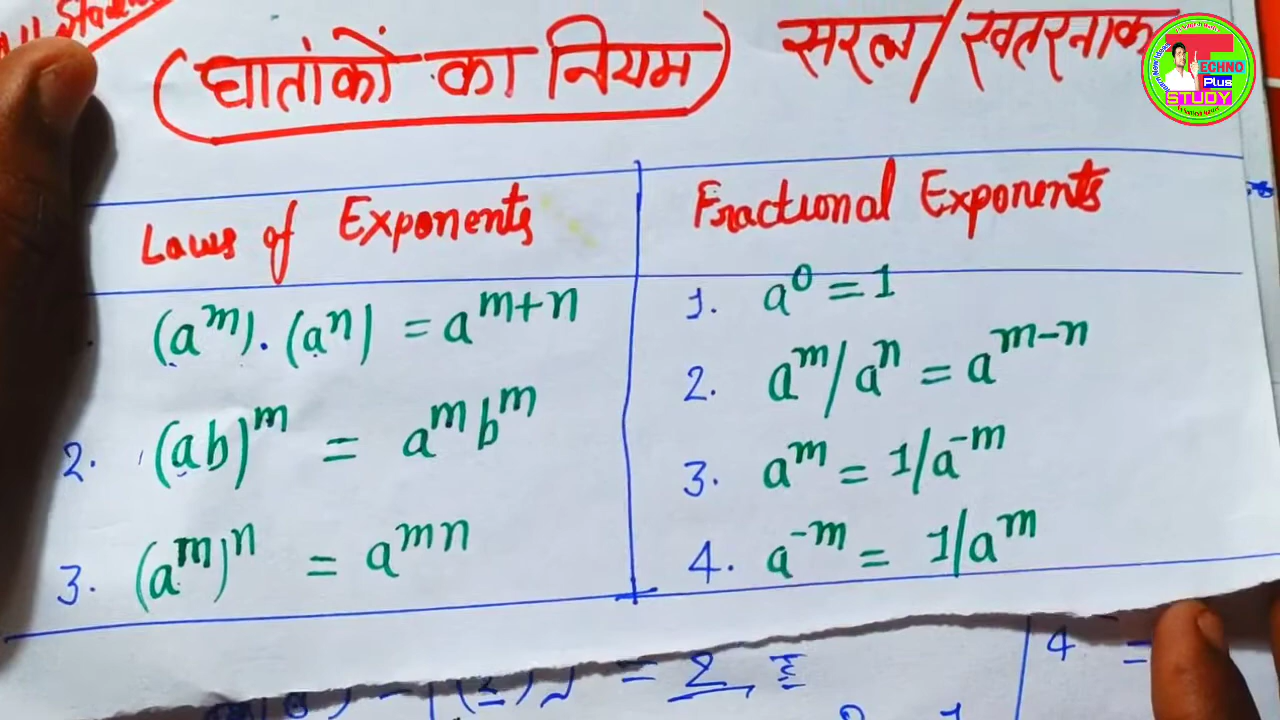 (घातांकों का नियम) सरल/खतरनाक
TECHNO
Plus
STUDY
Laws of Exponents
(a^m).(a^n) = a^{m+n}
2. (ab)^m = a^m b^m
3. (a^m)^n = a^{mn}
Fractional Exponents
1. a^0 = 1
2. a^m/a^n = a^{m-n}
3. a^m = 1/a^{-m}
4. a^{-m} = 1/a^m
4 =